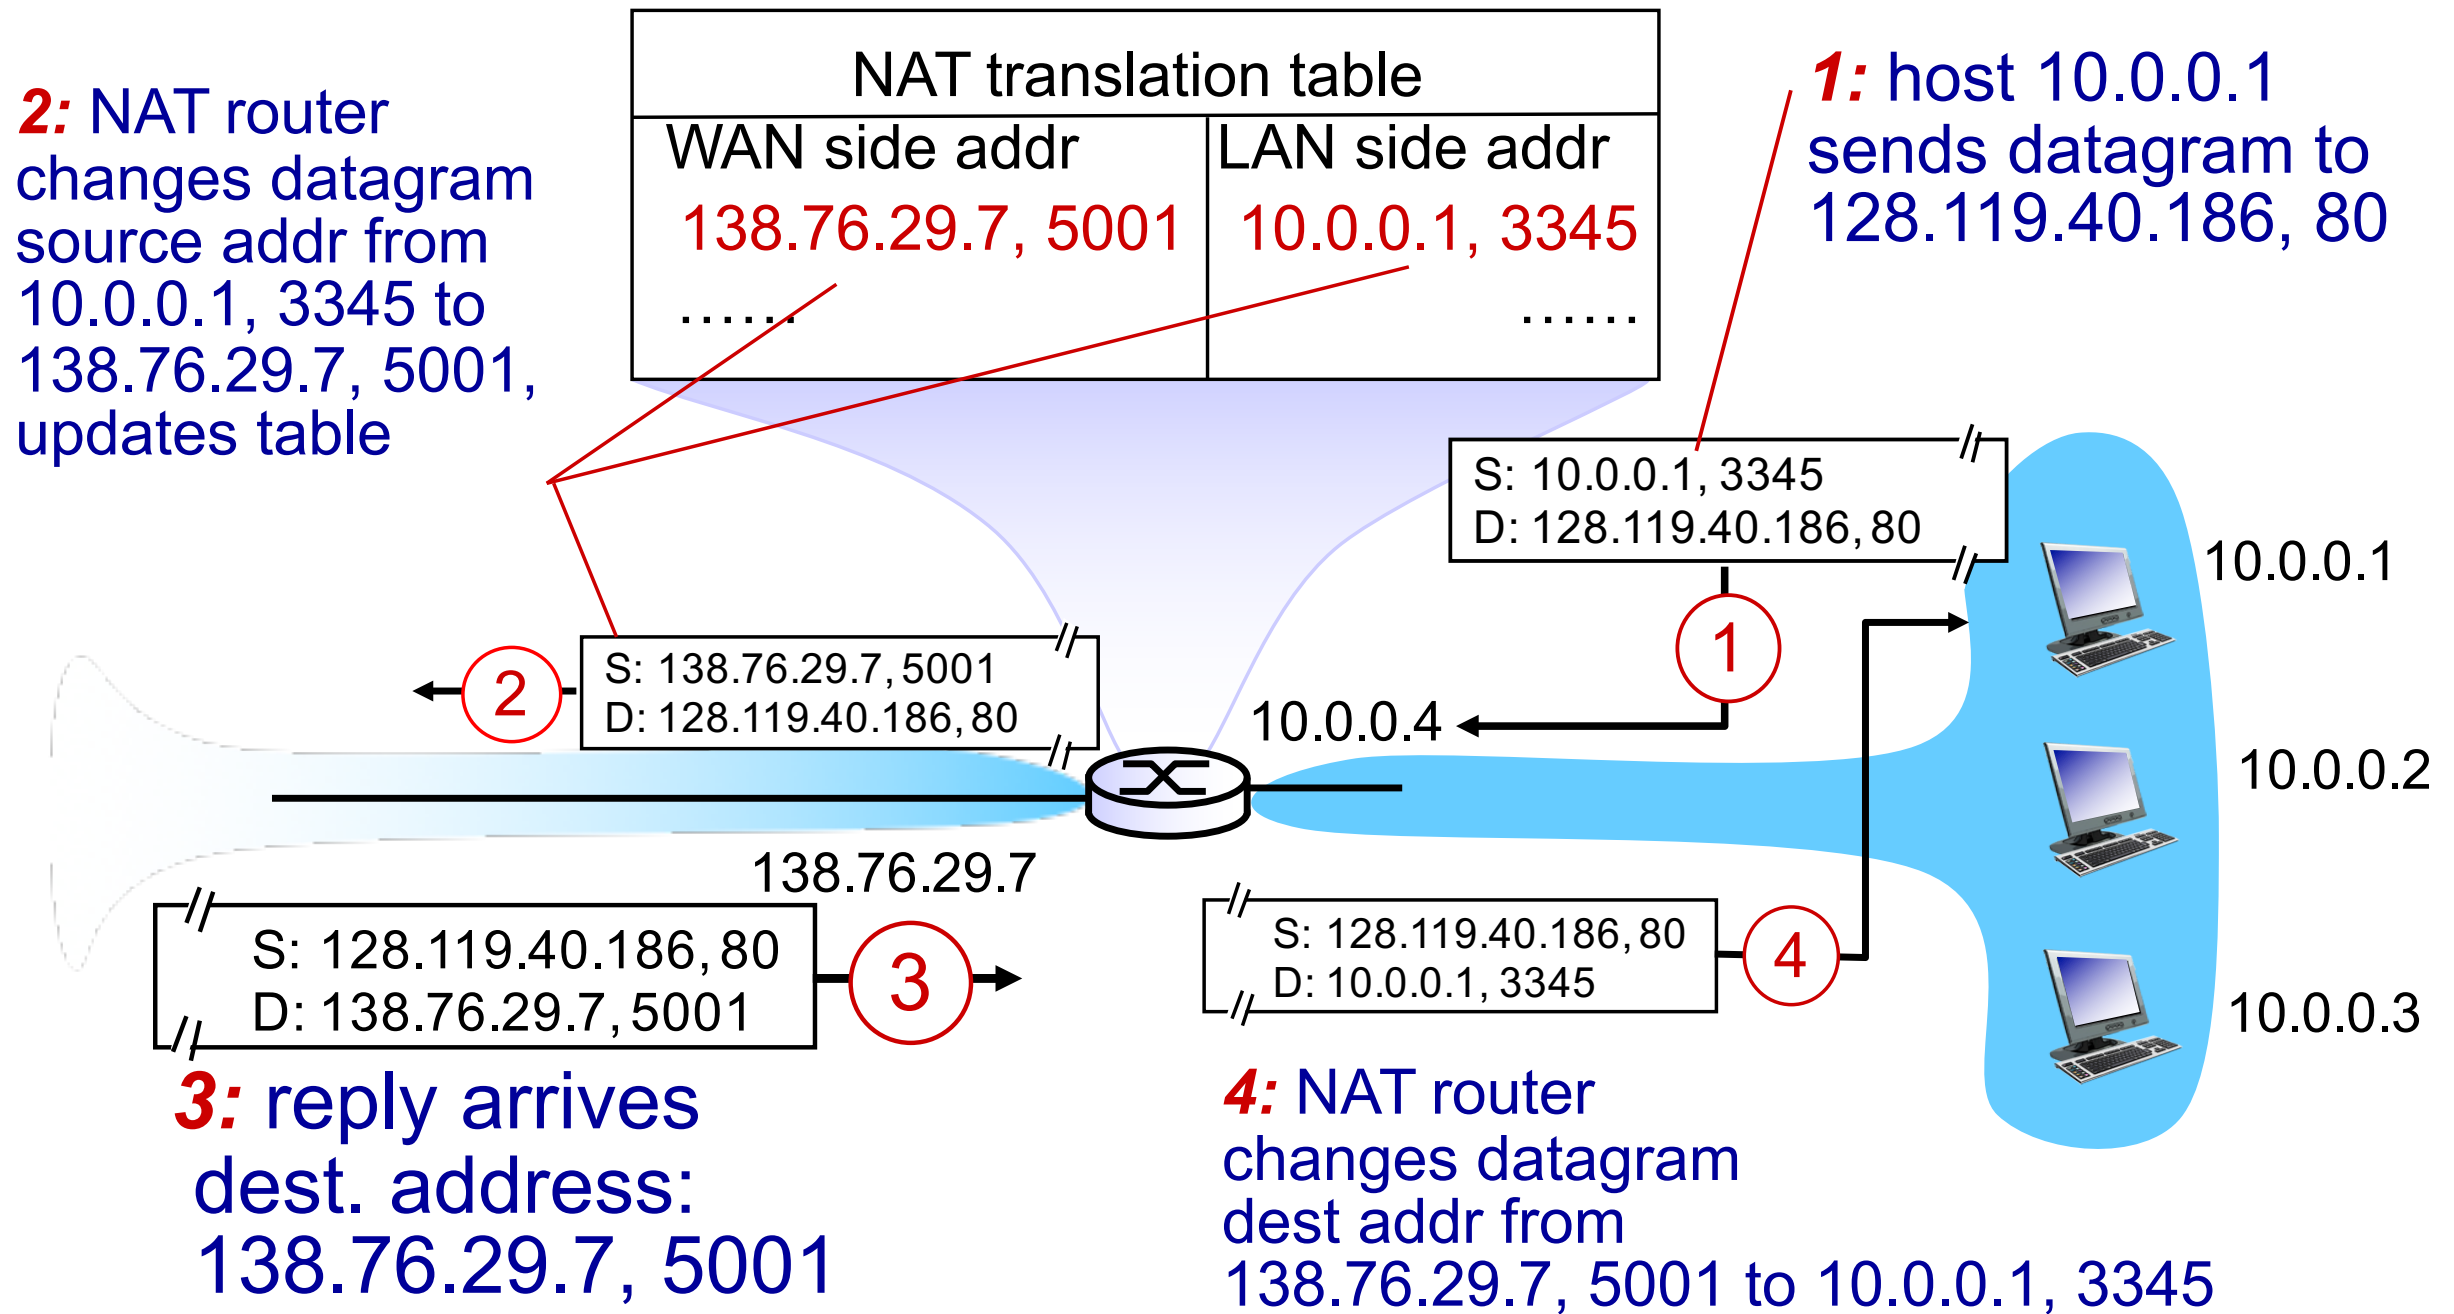 NAT translation table
WAN side addr
LAN side addr
138.76.29.7, 5001
10.0.0.1, 3345
......
......
1: host 10.0.0.1
sends datagram to
128.119.40.186, 80
2: NAT router
changes datagram
source addr from
10.0.0.1, 3345 to
138.76.29.7, 5001,
updates table
S: 10.0.0.1, 3345
D: 128.119.40.186, 80
1
10.0.0.1
S: 138.76.29.7, 5001
D: 128.119.40.186, 80
2
10.0.0.4
10.0.0.2
138.76.29.7
S: 128.119.40.186, 80
D: 138.76.29.7, 5001
3
S: 128.119.40.186, 80
D: 10.0.0.1, 3345
4
10.0.0.3
3: reply arrives
dest. address:
138.76.29.7, 5001
4: NAT router
changes datagram
dest addr from
138.76.29.7, 5001 to 10.0.0.1, 3345